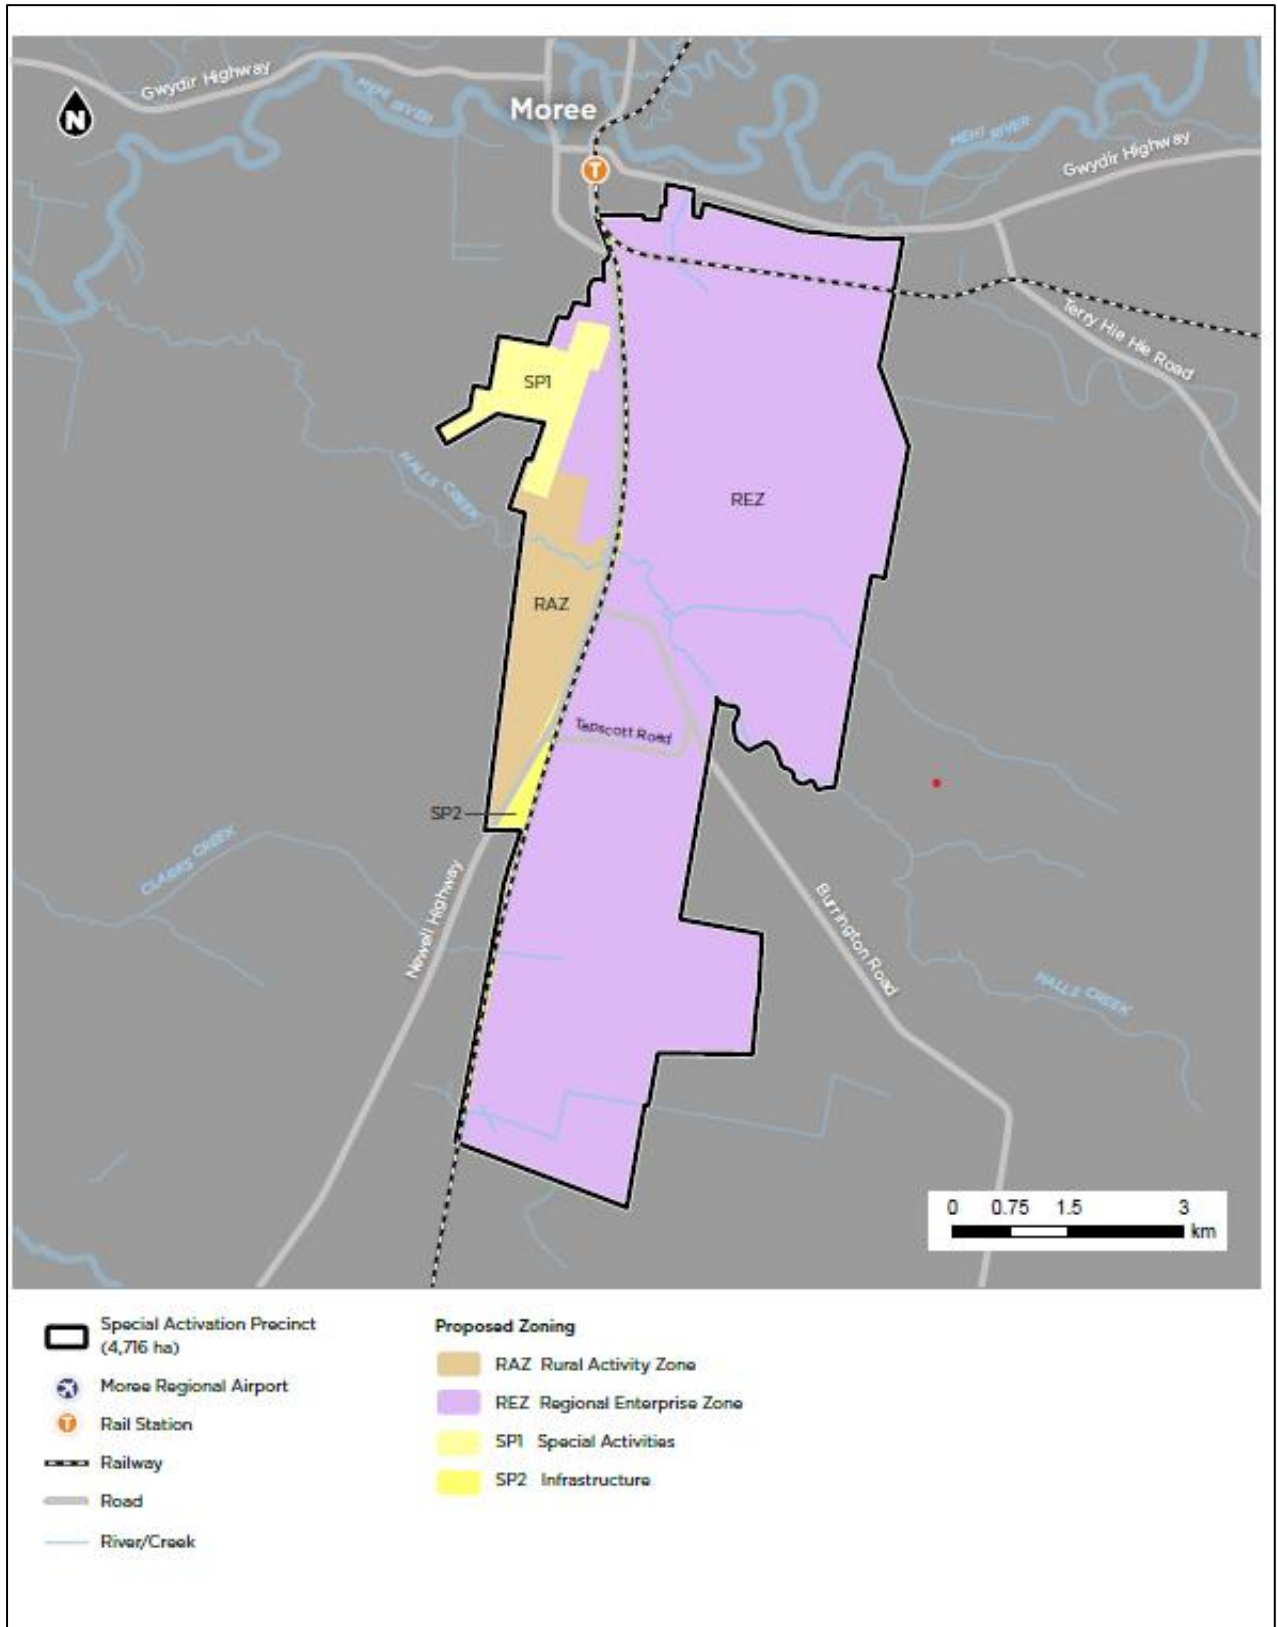 Gwydir Highway
MEHI RIVER
N
Moree
T
MEHI RIVER
Gwydir Highway
Terry Hie Hie Road
SP1
HALLS CREEK
REZ
RAZ
Tapscott Road
SP2
CLARKS CREEK
Newell Highway
Burrington Road
HALLS CREEK
0 0.75 1.5 3
km
Special Activation Precinct
(4,716 ha)
Moree Regional Airport
T Rail Station
Railway
Road
River/Creek
Proposed Zoning
RAZ Rural Activity Zone
REZ Regional Enterprise Zone
SP1 Special Activities
SP2 Infrastructure